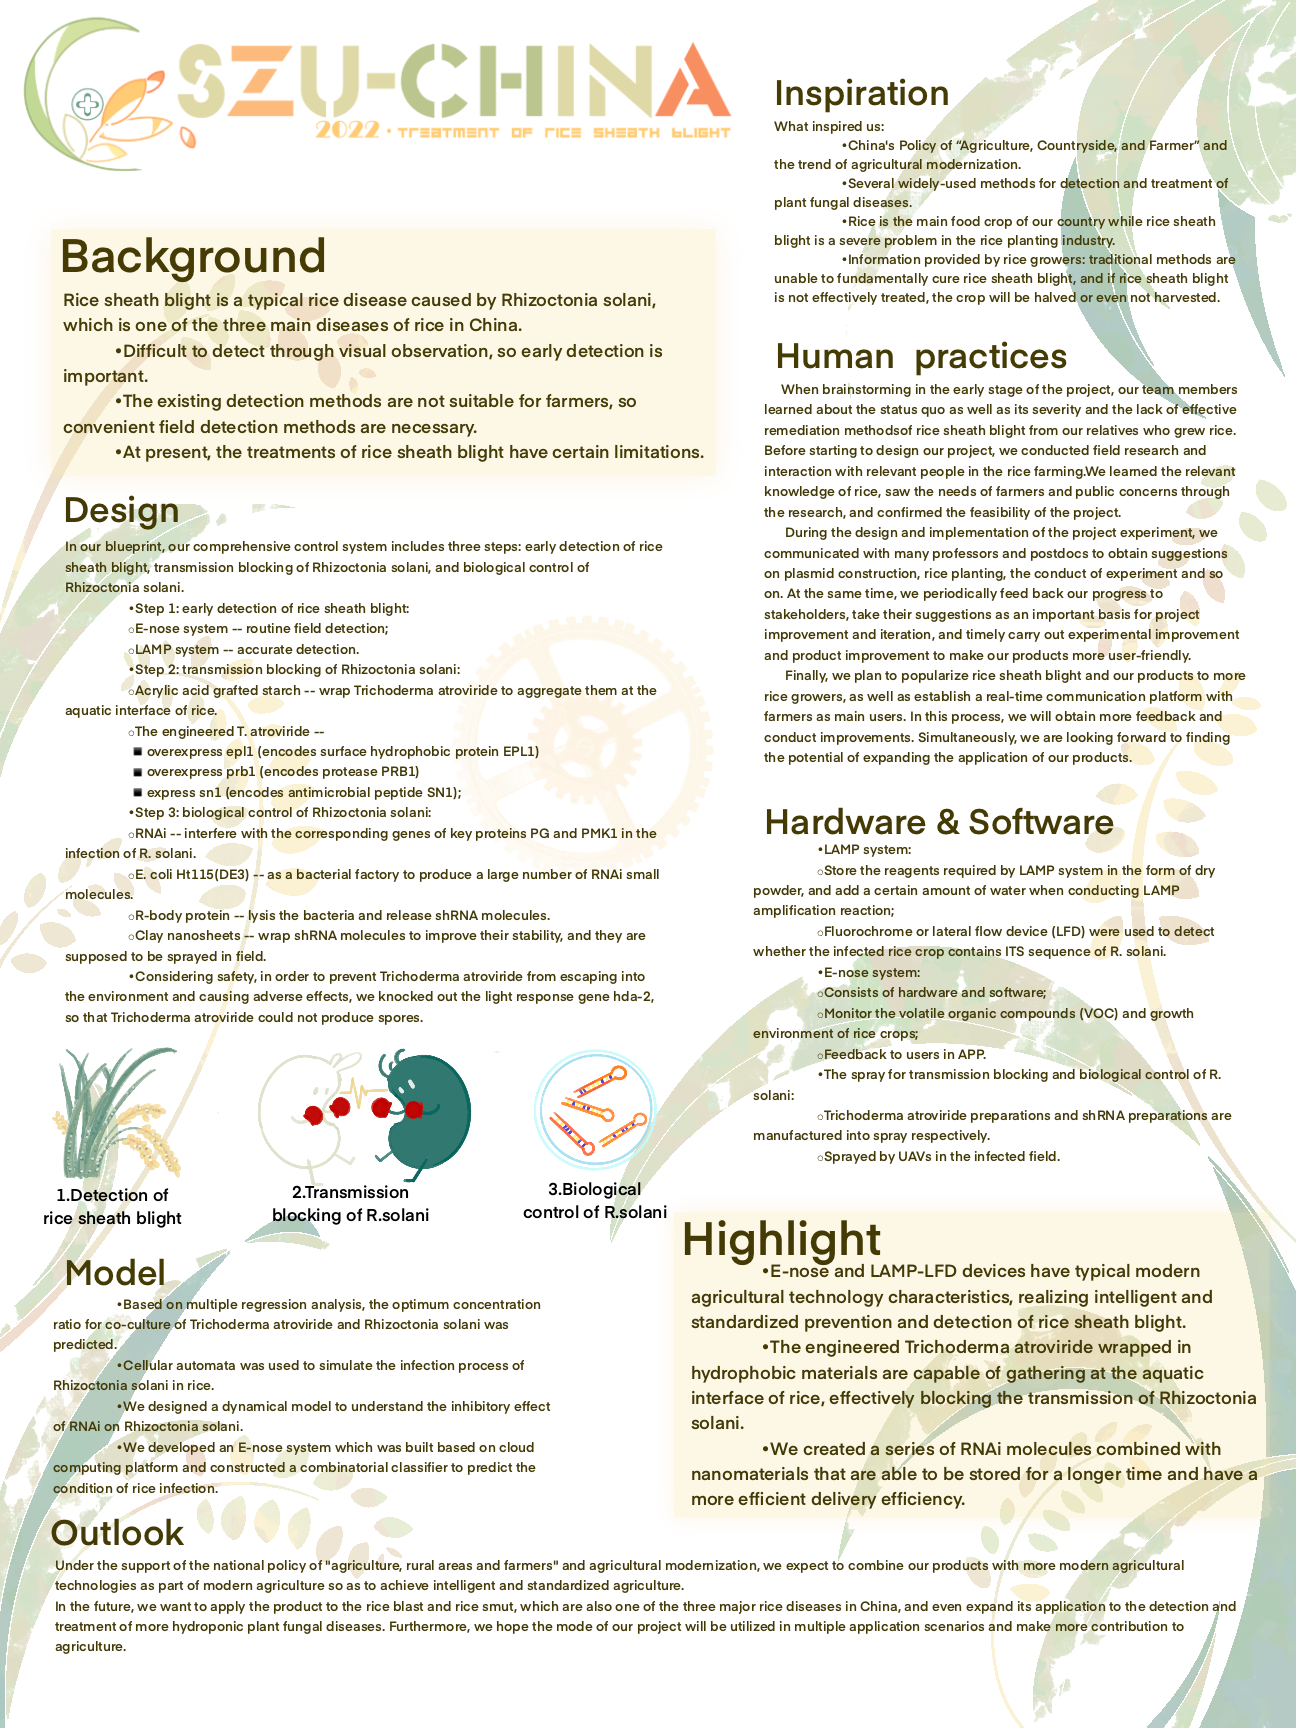 SZU-CHINA
2022 · TREATMENT OF RICE SHEATH BLIGHT
Background
Rice sheath blight is a typical rice disease caused by Rhizoctonia solani,
which is one of the three main diseases of rice in China.
•Difficult to detect through visual observation, so early detection is
important.
•The existing detection methods are not suitable for farmers, so
convenient field detection methods are necessary.
•At present, the treatments of rice sheath blight have certain limitations.
Design
In our blueprint, our comprehensive control system includes three steps: early detection of rice
sheath blight, transmission blocking of Rhizoctonia solani, and biological control of
Rhizoctonia solani.
•Step 1: early detection of rice sheath blight:
○E-nose system -- routine field detection;
○LAMP system -- accurate detection.
•Step 2: transmission blocking of Rhizoctonia solani:
○Acrylic acid grafted starch -- wrap Trichoderma atroviride to aggregate them at the
aquatic interface of rice.
○The engineered T. atroviride --
▪ overexpress epl1 (encodes surface hydrophobic protein EPL1)
▪ overexpress prb1 (encodes protease PRB1)
▪ express sn1 (encodes antimicrobial peptide SN1);
•Step 3: biological control of Rhizoctonia solani:
○RNAi -- interfere with the corresponding genes of key proteins PG and PMK1 in the
infection of R. solani.
○E. coli Ht115(DE3) -- as a bacterial factory to produce a large number of RNAi small
molecules.
○R-body protein -- lysis the bacteria and release shRNA molecules.
○Clay nanosheets -- wrap shRNA molecules to improve their stability, and they are
supposed to be sprayed in field.
•Considering safety, in order to prevent Trichoderma atroviride from escaping into
the environment and causing adverse effects, we knocked out the light response gene hda-2,
so that Trichoderma atroviride could not produce spores.
1.Detection of
rice sheath blight
2.Transmission
blocking of R.solani
3.Biological
control of R.solani
Model
•Based on multiple regression analysis, the optimum concentration
ratio for co-culture of Trichoderma atroviride and Rhizoctonia solani was
predicted.
•Cellular automata was used to simulate the infection process of
Rhizoctonia solani in rice.
•We designed a dynamical model to understand the inhibitory effect
of RNAi on Rhizoctonia solani.
•We developed an E-nose system which was built based on cloud
computing platform and constructed a combinatorial classifier to predict the
condition of rice infection.
Inspiration
What inspired us:
•China's Policy of “Agriculture, Countryside, and Farmer” and
the trend of agricultural modernization.
•Several widely-used methods for detection and treatment of
plant fungal diseases.
•Rice is the main food crop of our country while rice sheath
blight is a severe problem in the rice planting industry.
•Information provided by rice growers: traditional methods are
unable to fundamentally cure rice sheath blight, and if rice sheath blight
is not effectively treated, the crop will be halved or even not harvested.
Human practices
When brainstorming in the early stage of the project, our team members
learned about the status quo as well as its severity and the lack of effective
remediation methodsof rice sheath blight from our relatives who grew rice.
Before starting to design our project, we conducted field research and
interaction with relevant people in the rice farming.We learned the relevant
knowledge of rice, saw the needs of farmers and public concerns through
the research, and confirmed the feasibility of the project.
During the design and implementation of the project experiment, we
communicated with many professors and postdocs to obtain suggestions
on plasmid construction, rice planting, the conduct of experiment and so
on. At the same time, we periodically feed back our progress to
stakeholders, take their suggestions as an important basis for project
improvement and iteration, and timely carry out experimental improvement
and product improvement to make our products more user-friendly.
Finally, we plan to popularize rice sheath blight and our products to more
rice growers, as well as establish a real-time communication platform with
farmers as main users. In this process, we will obtain more feedback and
conduct improvements. Simultaneously, we are looking forward to finding
the potential of expanding the application of our products.
Hardware & Software
•LAMP system:
○Store the reagents required by LAMP system in the form of dry
powder, and add a certain amount of water when conducting LAMP
amplification reaction;
○Fluorochrome or lateral flow device (LFD) were used to detect
whether the infected rice crop contains ITS sequence of R. solani.
•E-nose system:
○Consists of hardware and software;
○Monitor the volatile organic compounds (VOC) and growth
environment of rice crops;
○Feedback to users in APP.
•The spray for transmission blocking and biological control of R.
solani:
○Trichoderma atroviride preparations and shRNA preparations are
manufactured into spray respectively.
○Sprayed by UAVs in the infected field.
Highlight
•E-nose and LAMP-LFD devices have typical modern
agricultural technology characteristics, realizing intelligent and
standardized prevention and detection of rice sheath blight.
•The engineered Trichoderma atroviride wrapped in
hydrophobic materials are capable of gathering at the aquatic
interface of rice, effectively blocking the transmission of Rhizoctonia
solani.
•We created a series of RNAi molecules combined with
nanomaterials that are able to be stored for a longer time and have a
more efficient delivery efficiency.
Outlook
Under the support of the national policy of "agriculture, rural areas and farmers" and agricultural modernization, we expect to combine our products with more modern agricultural
technologies as part of modern agriculture so as to achieve intelligent and standardized agriculture.
In the future, we want to apply the product to the rice blast and rice smut, which are also one of the three major rice diseases in China, and even expand its application to the detection and
treatment of more hydroponic plant fungal diseases. Furthermore, we hope the mode of our project will be utilized in multiple application scenarios and make more contribution to
agriculture.